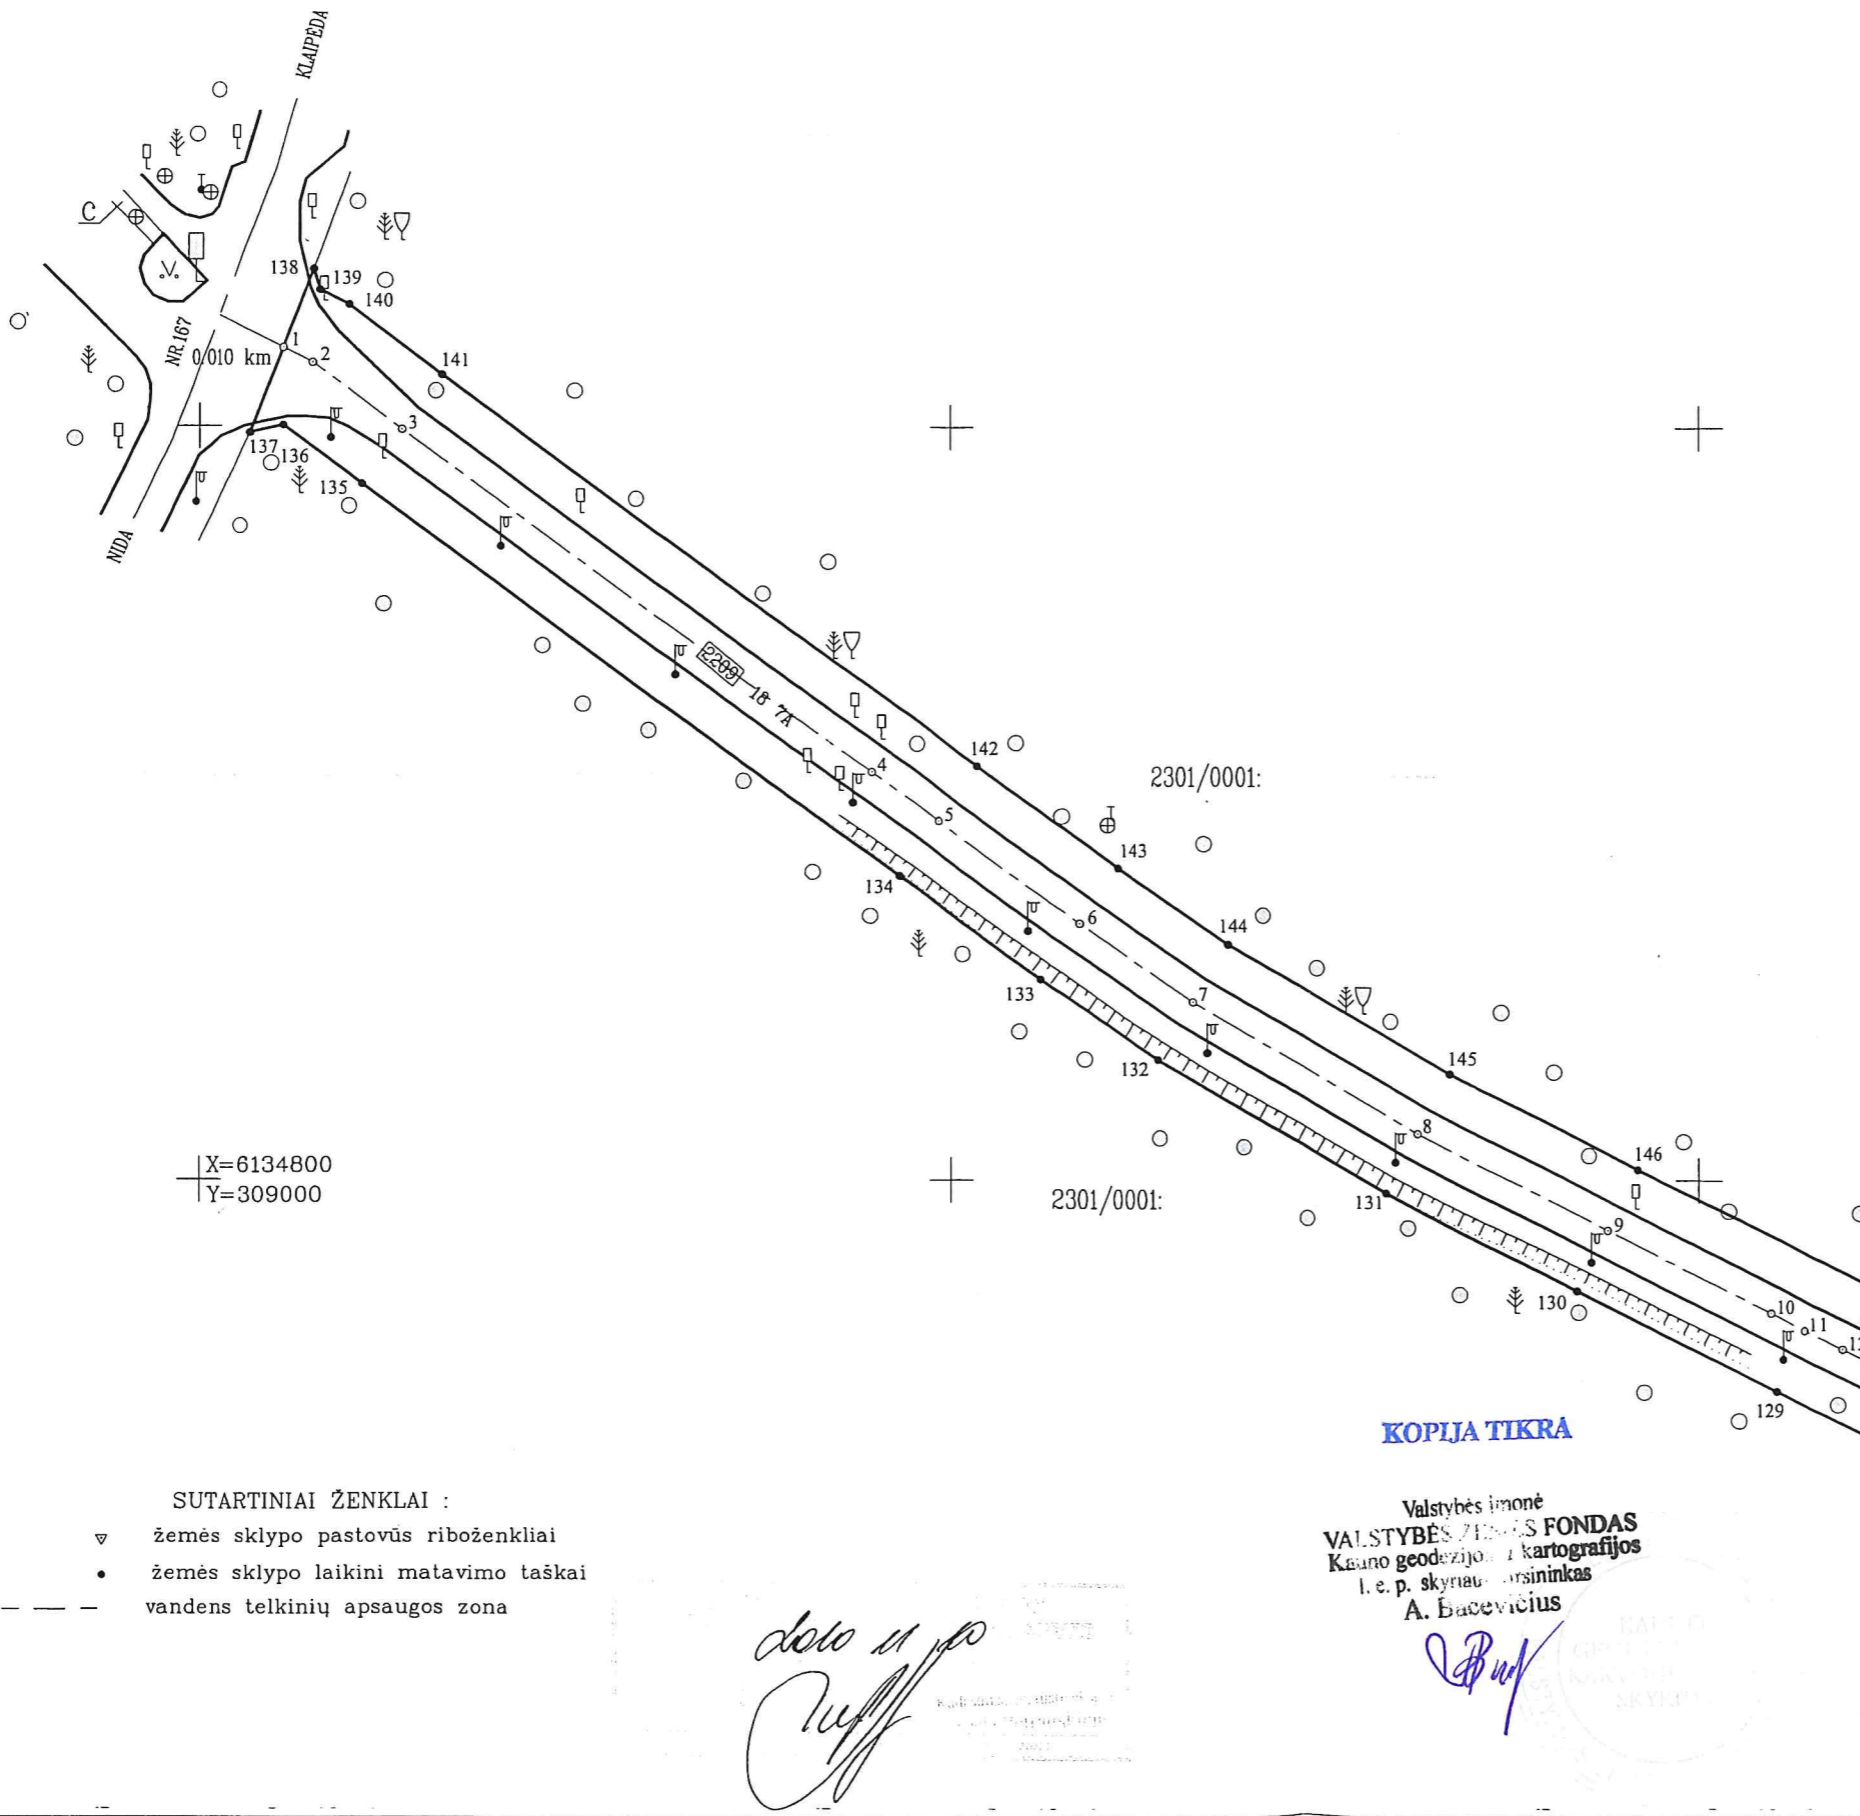 KLAIPĖDA
C
138
139
140
NR.167
0.010 km
1
2
141
3
137
136
135
NIDA
2209
18 7A
142
4
2301/0001:
5
143
134
6
144
133
7
145
132
8
146
X=6134800
Y=309000
2301/0001:
131
9
130
10
11
129
KOPIJA TIKRA
SUTARTINIAI ŽENKLAI :
žemės sklypo pastovūs riboženkliai
žemės sklypo laikini matavimo taškai
vandens telkinių apsaugos zona
Valstybės įmonė
VALSTYBĖS FONDAS
Kauno geodezijos kartografijos
l. e. p.
A. Bacevičius